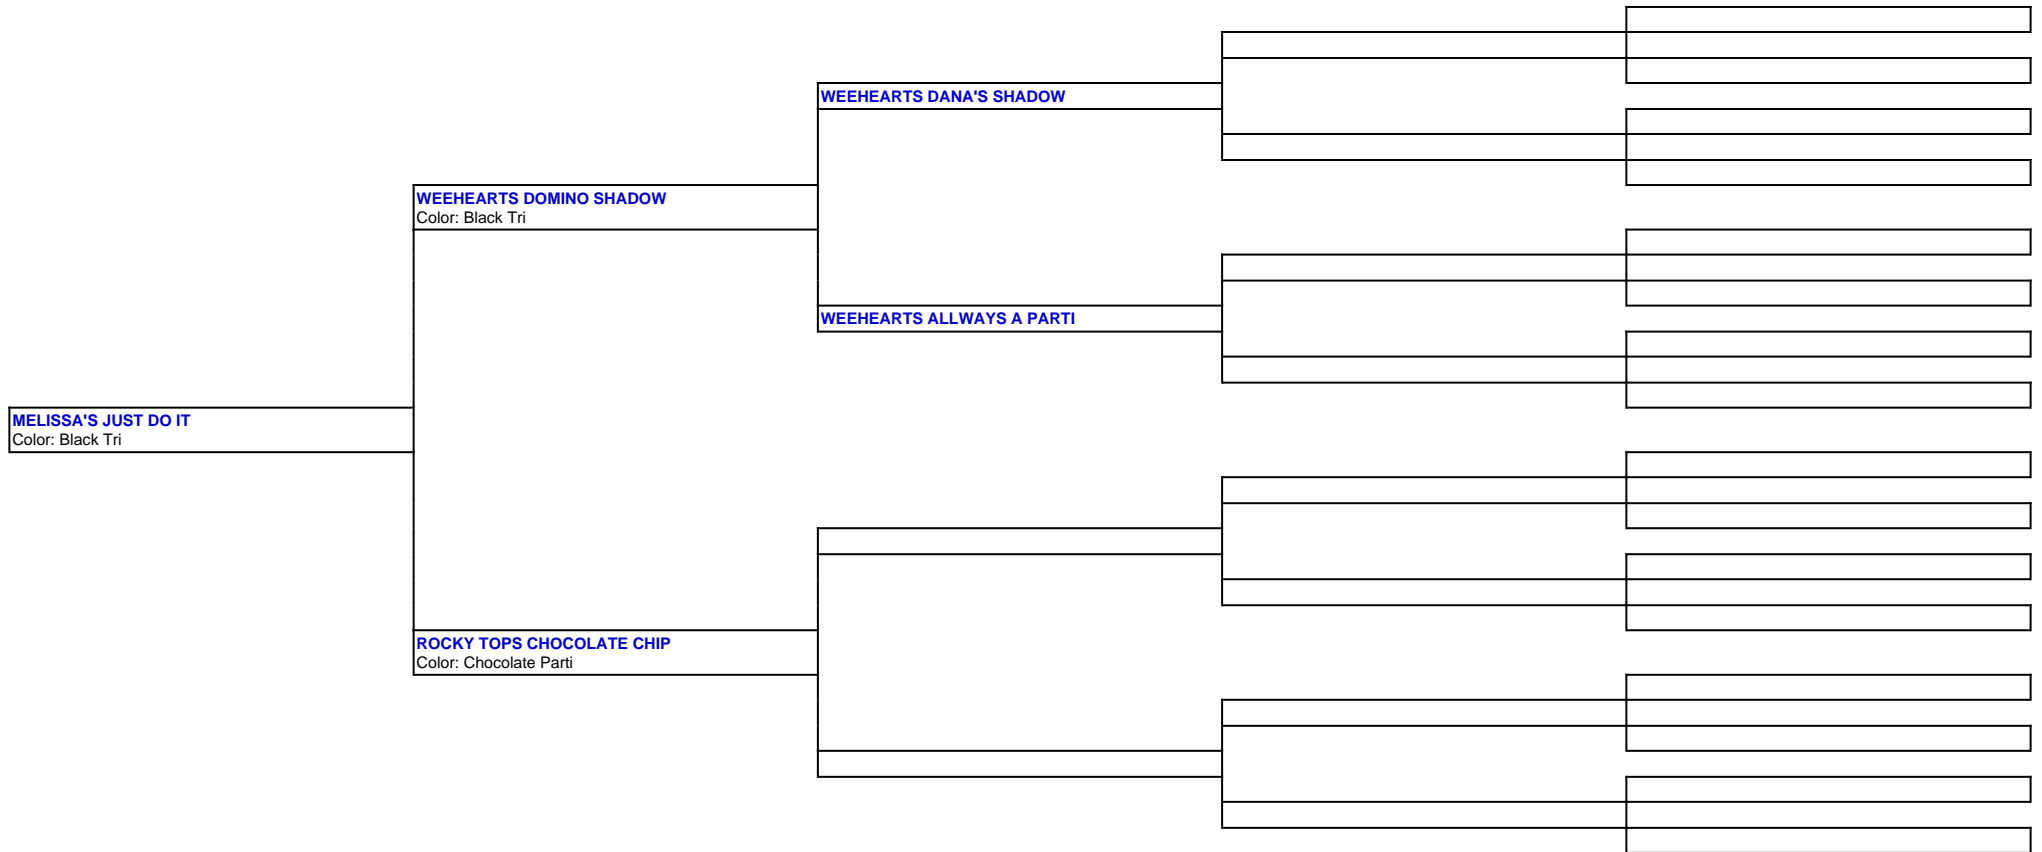 WEEHEARTS DANA'S SHADOW
WEEHEARTS DOMINO SHADOW
Color: Black Tri
WEEHEARTS ALLWAYS A PARTI
MELISSA'S JUST DO IT
Color: Black Tri
ROCKY TOPS CHOCOLATE CHIP
Color: Chocolate Parti